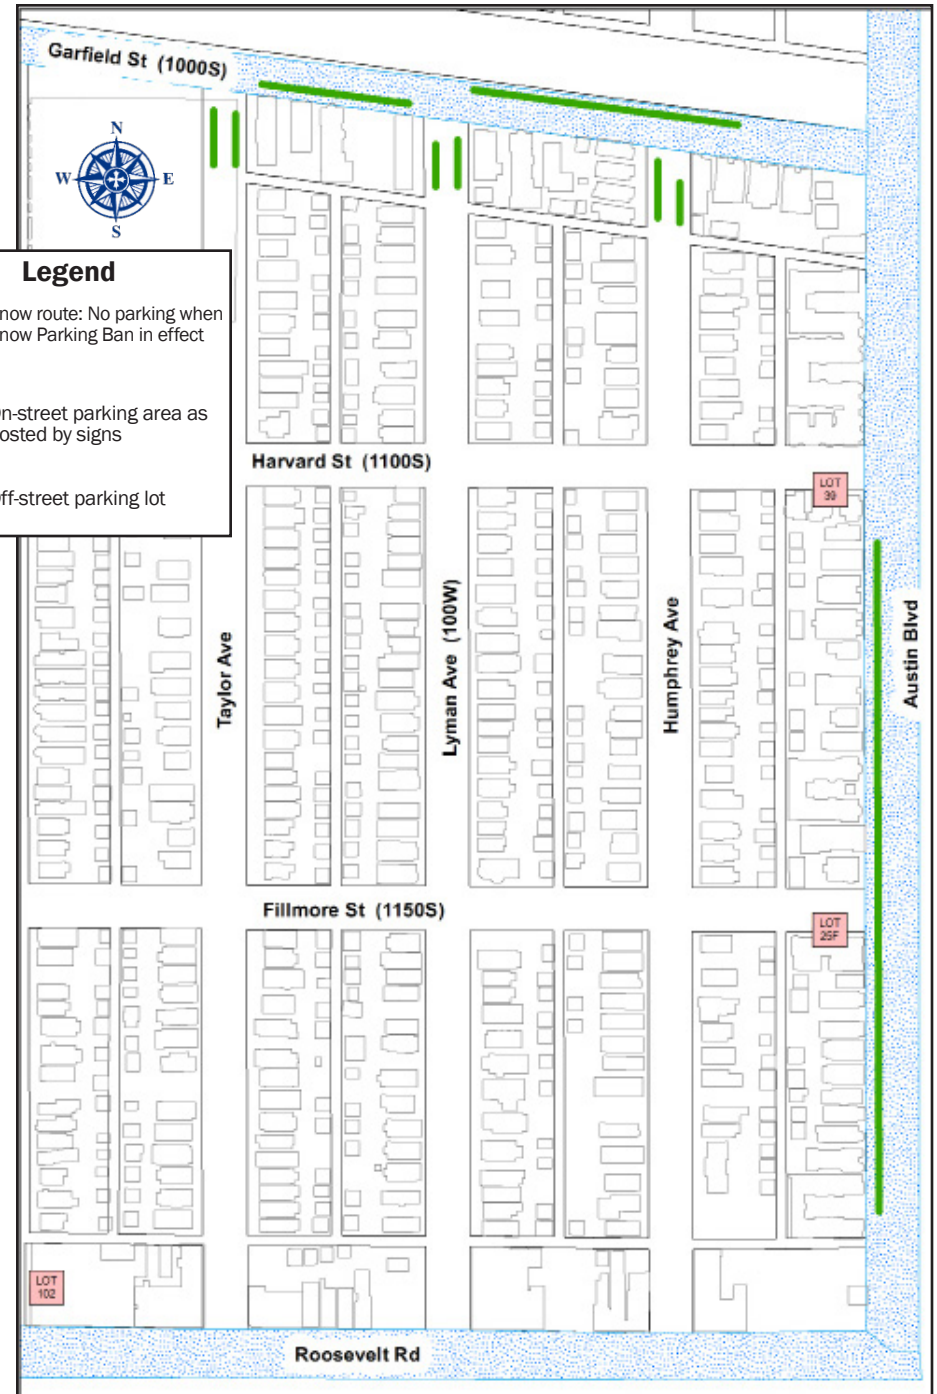 Garfield St (1000S)
N
W E
S
Legend
now route: No parking when
now Parking Ban in effect
n-street parking area as
osted by signs
ff-street parking lot
Harvard St (1100S)
LOT
39
Taylor Ave
Lyman Ave (100W)
Humphrey Ave
Austin Blvd
Fillmore St (1150S)
LOT
25F
LOT
102
Roosevelt Rd